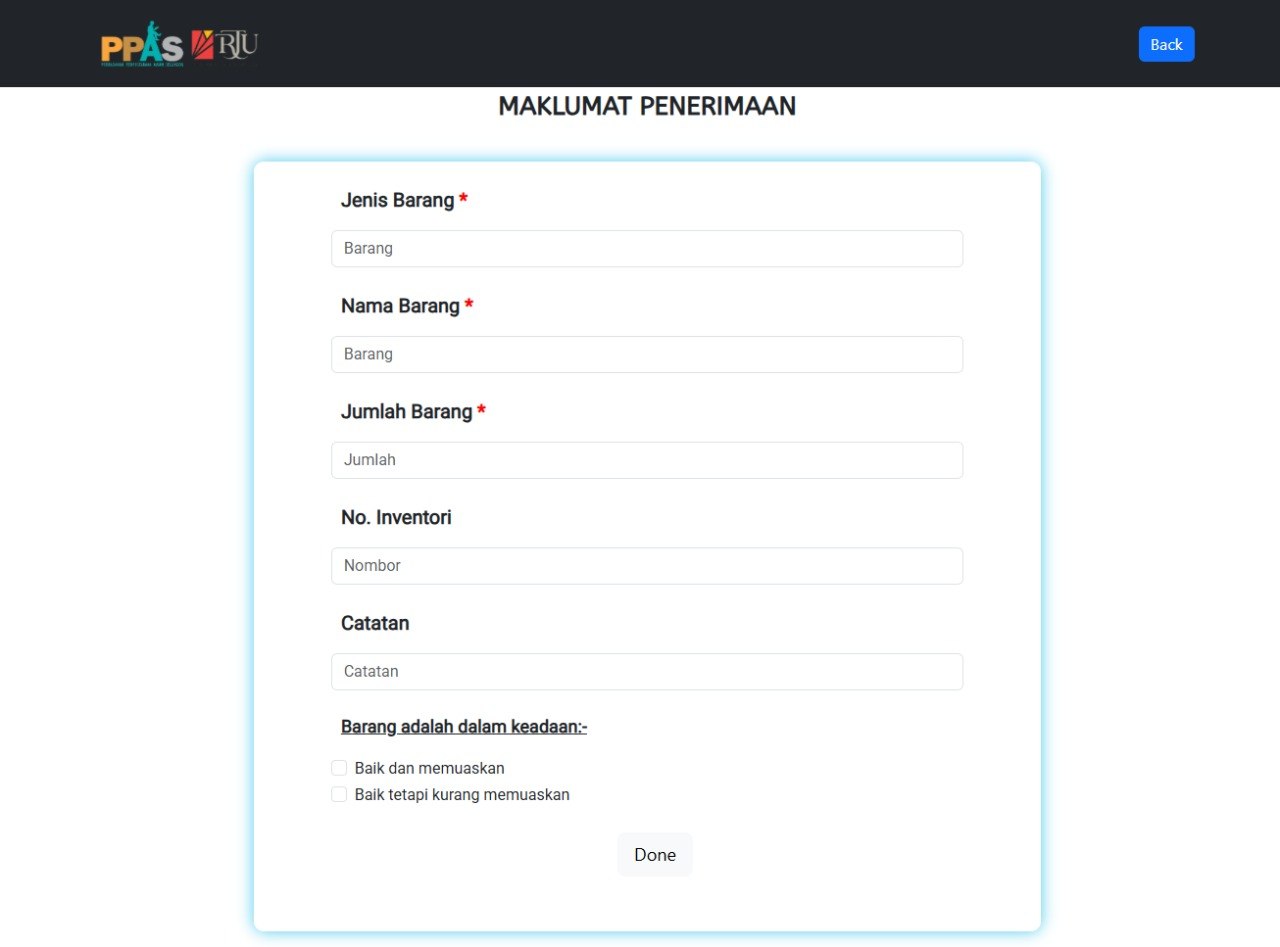 PPAS RJU
Back
MAKLUMAT PENERIMAAN
Jenis Barang *
Barang
Nama Barang *
Barang
Jumlah Barang *
Jumlah
No. Inventori
Nombor
Catatan
Catatan
Barang adalah dalam keadaan:-
Baik dan memuaskan
Baik tetapi kurang memuaskan
Done